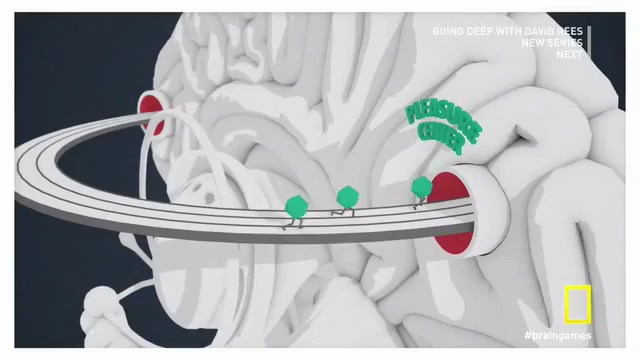 GOING DEEP WITH DAVID REES
NEW SERIES
NEXT
PLEASURE
CENTER
#braingames